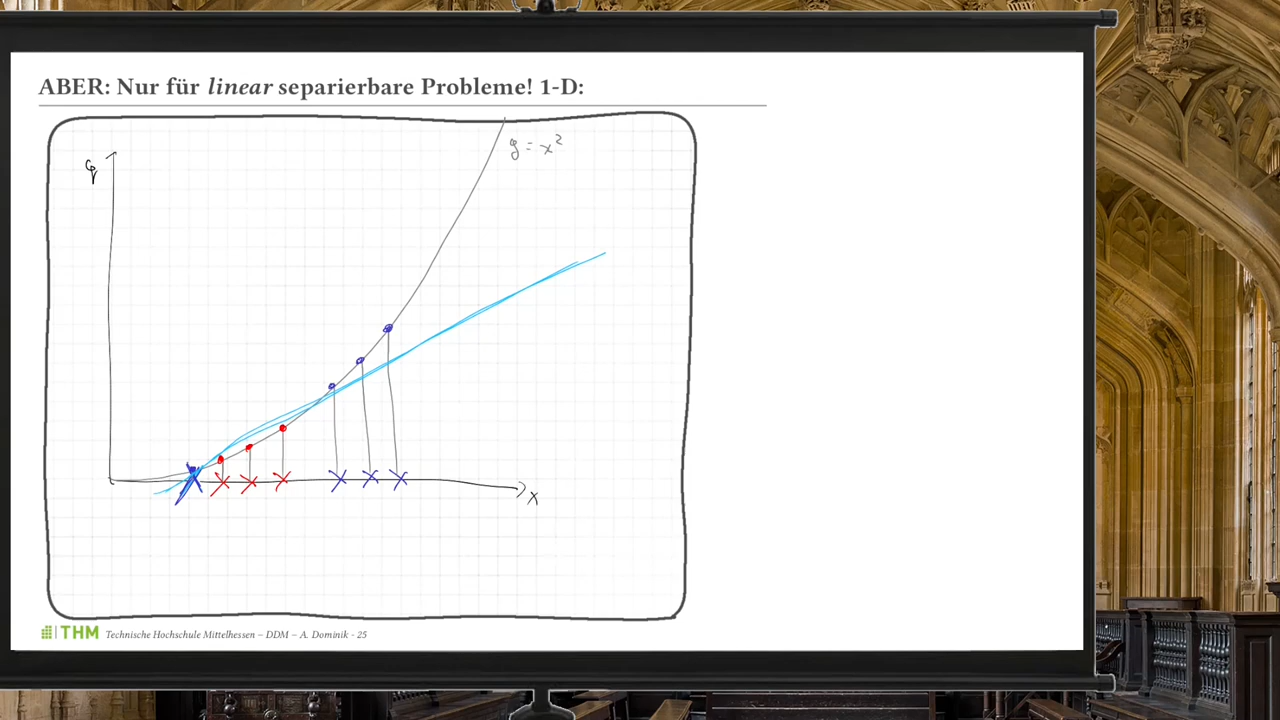 ABER: Nur für linear separierbare Probleme! 1-D:
y = x²
φ
x
THM Technische Hochschule Mittelhessen – DDM – A. Dominik - 25